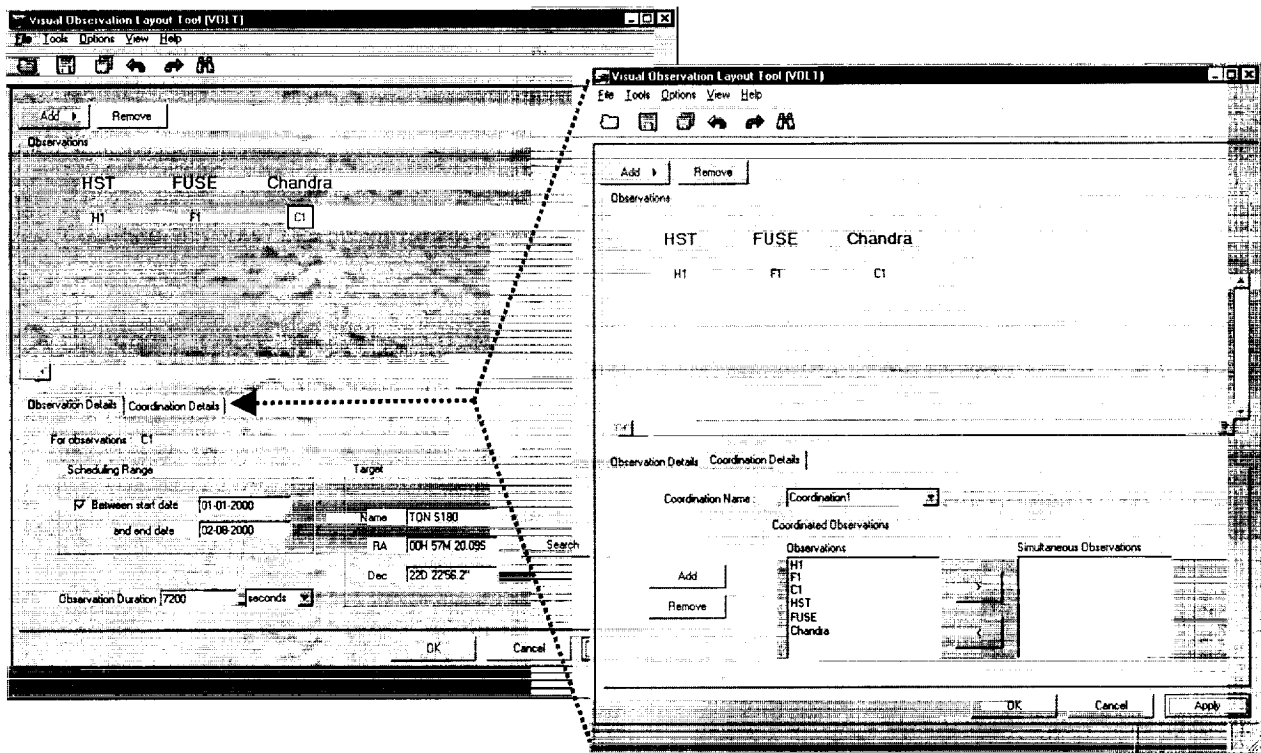 Visual Observation Layout Tool (VOLT)
File Tools Options View Help
Add Remove
Observations
HST FUSE Chandra
H1 F1 C1
Observation Details Coordination Details
For observations C1
Scheduling Range
Target
Between start date 01-01-2000
and end date 02-08-2000
Name TON S180
RA 00H 57M 20.09S Search
Dec 22D 22'56.2"
Observation Duration 7200 seconds
OK Cancel
Visual Observation Layout Tool (VOLT)
File Tools Options View Help
Add Remove
Observations
HST FUSE Chandra
H1 F1 C1
Observation Details Coordination Details
Coordination Name : Coordination1
Coordinated Observations
Observations Simultaneous Observations
H1
F1
C1
HST
FUSE
Chandra
Add
Remove
OK Cancel Apply